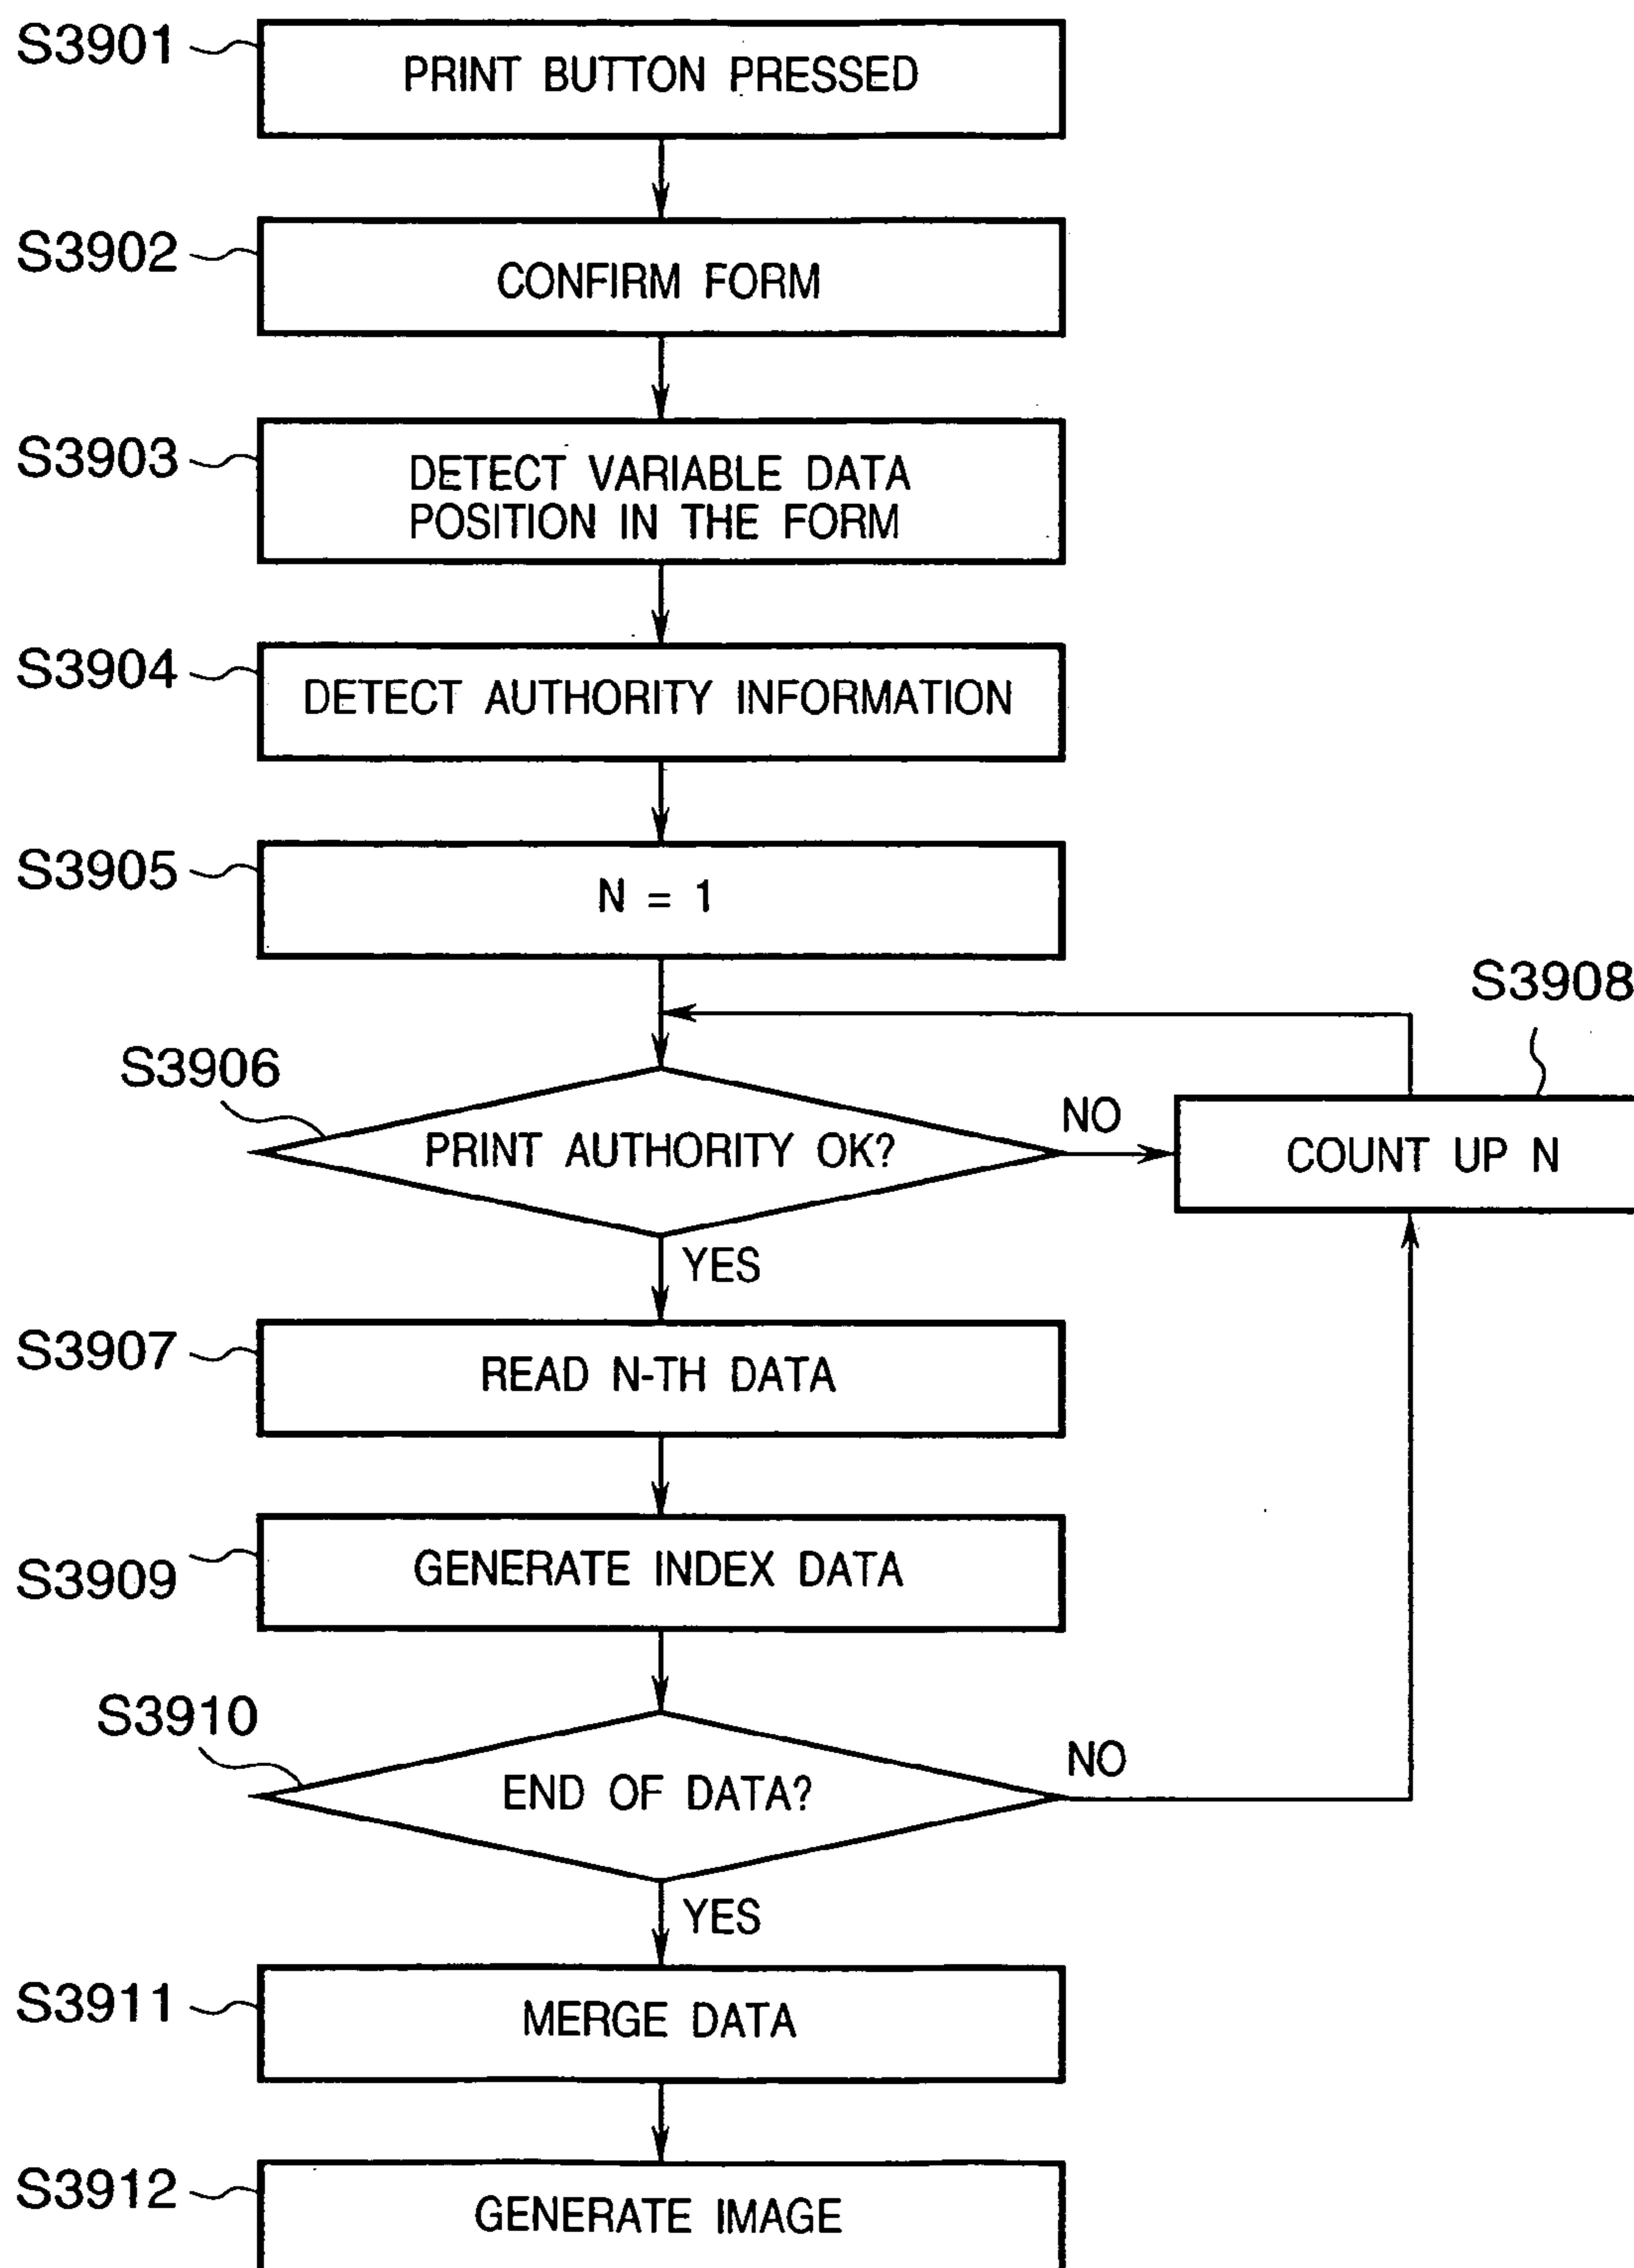 S3901
PRINT BUTTON PRESSED
S3902
CONFIRM FORM
S3903
DETECT VARIABLE DATA
POSITION IN THE FORM
S3904
DETECT AUTHORITY INFORMATION
S3905
N = 1
S3908
S3906
PRINT AUTHORITY OK?
NO
COUNT UP N
YES
S3907
READ N-TH DATA
S3909
GENERATE INDEX DATA
S3910
END OF DATA?
NO
YES
S3911
MERGE DATA
S3912
GENERATE IMAGE